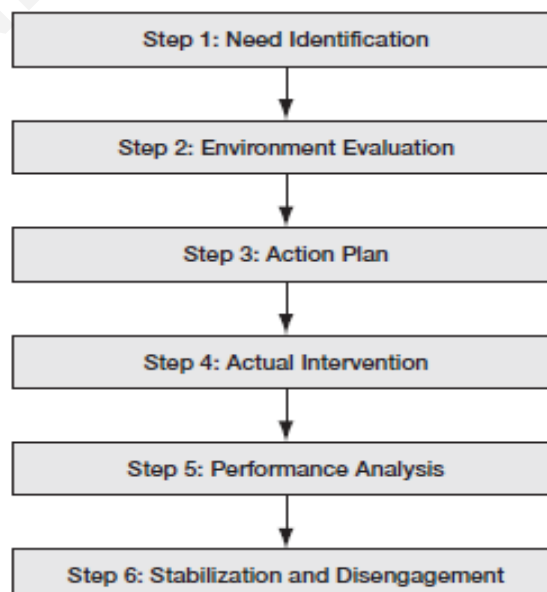 Step 1: Need Identification
Step 2: Environment Evaluation
Step 3: Action Plan
Step 4: Actual Intervention
Step 5: Performance Analysis
Step 6: Stabilization and Disengagement